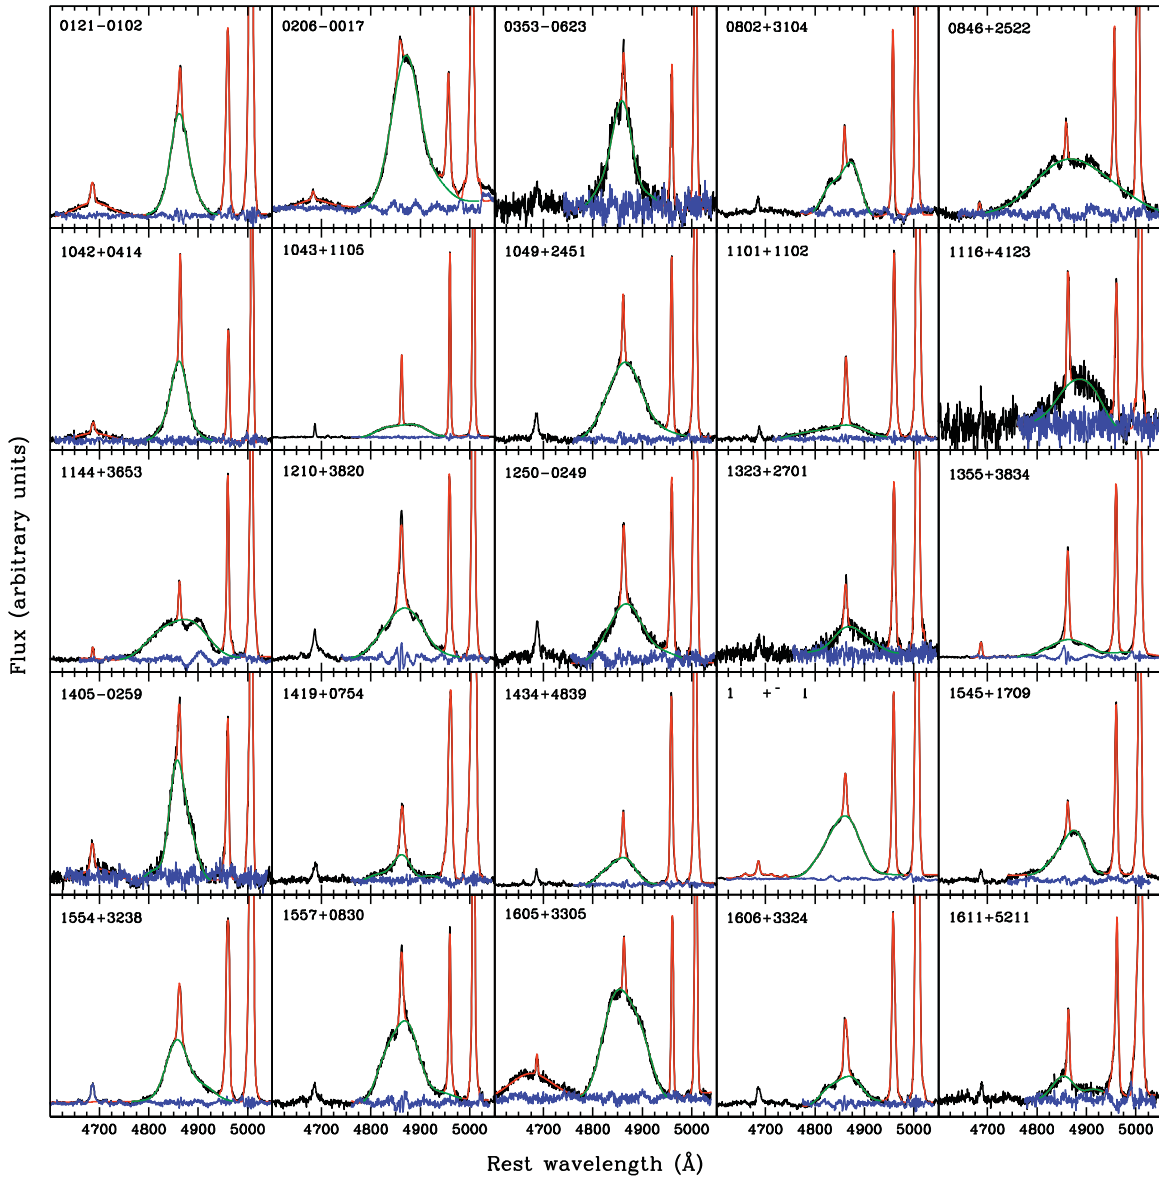 0121-0102 0206-0017 0353-0623 0802+3104 0846+2522
1042+0414 1043+1105 1049+2451 1101+1102 1116+4123
1144+3653 1210+3820 1250-0249 1323+2701 1355+3834
1405-0259 1419+0754 1434+4839 1 +- 1 1545+1709
1554+3238 1557+0830 1605+3305 1606+3324 1611+5211
Flux (arbitrary units)
4700 4800 4900 5000 4700 4800 4900 5000 4700 4800 4900 5000 4700 4800 4900 5000 4700 4800 4900 5000
Rest wavelength (Å)